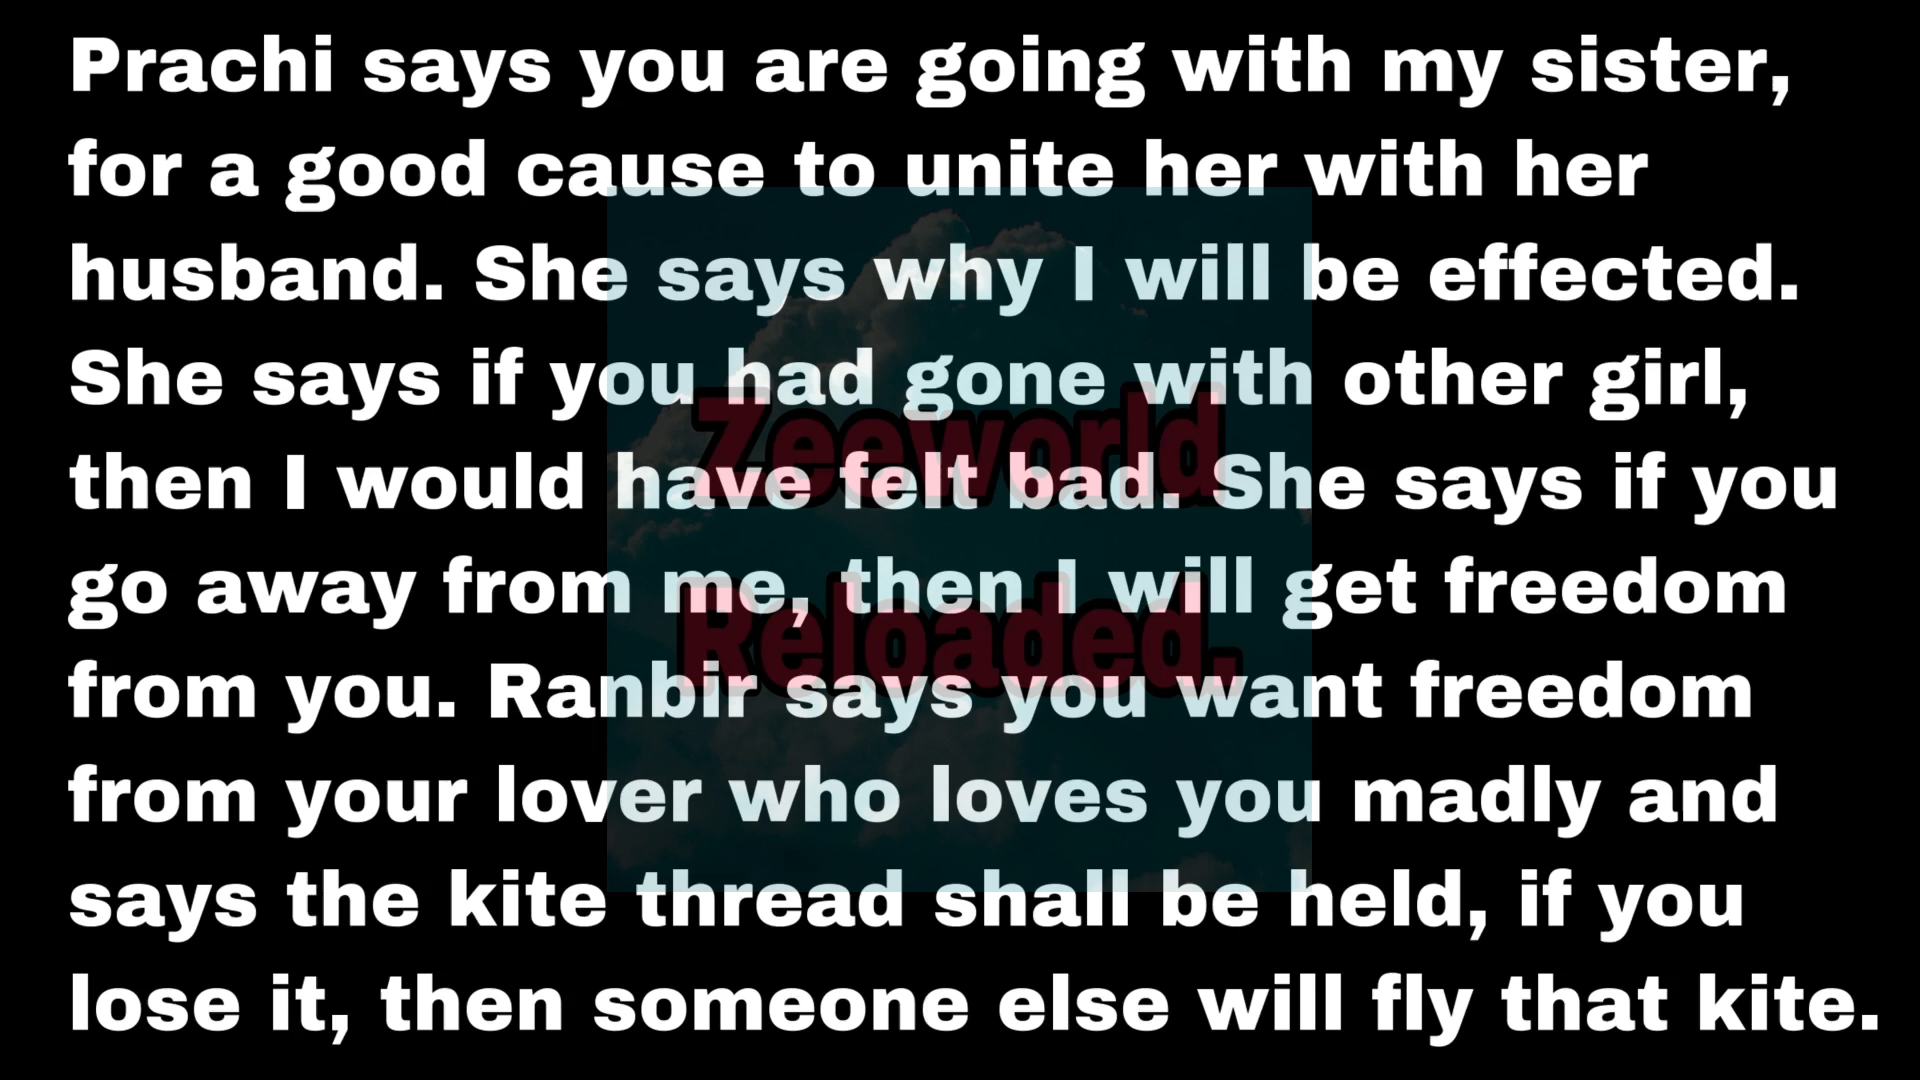 Prachi says you are going with my sister,
for a good cause to unite her with her
husband. She says why I will be effected.
She says if you had gone with other girl,
then I would have felt bad. She says if you
go away from me, then I will get freedom
from you. Ranbir says you want freedom
from your lover who loves you madly and
says the kite thread shall be held, if you
lose it, then someone else will fly that kite.
Zeeworld
Reloaded.